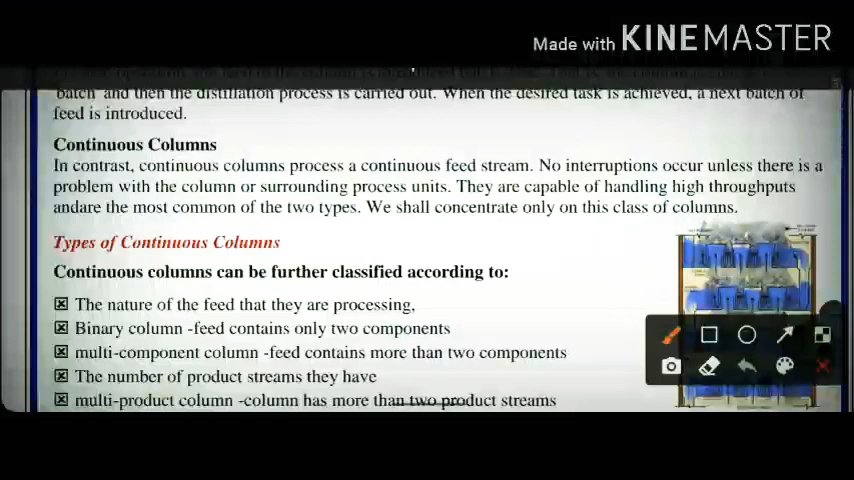 Made with KINEMASTER
'batch' and then the distillation process is carried out. When the desired task is achieved, a next batch of
feed is introduced.
Continuous Columns
In contrast, continuous columns process a continuous feed stream. No interruptions occur unless there is a
problem with the column or surrounding process units. They are capable of handling high throughputs
andare the most common of the two types. We shall concentrate only on this class of columns.
Types of Continuous Columns
Continuous columns can be further classified according to:
The nature of the feed that they are processing,
Binary column -feed contains only two components
multi-component column -feed contains more than two components
The number of product streams they have
multi-product column -column has more than two product streams